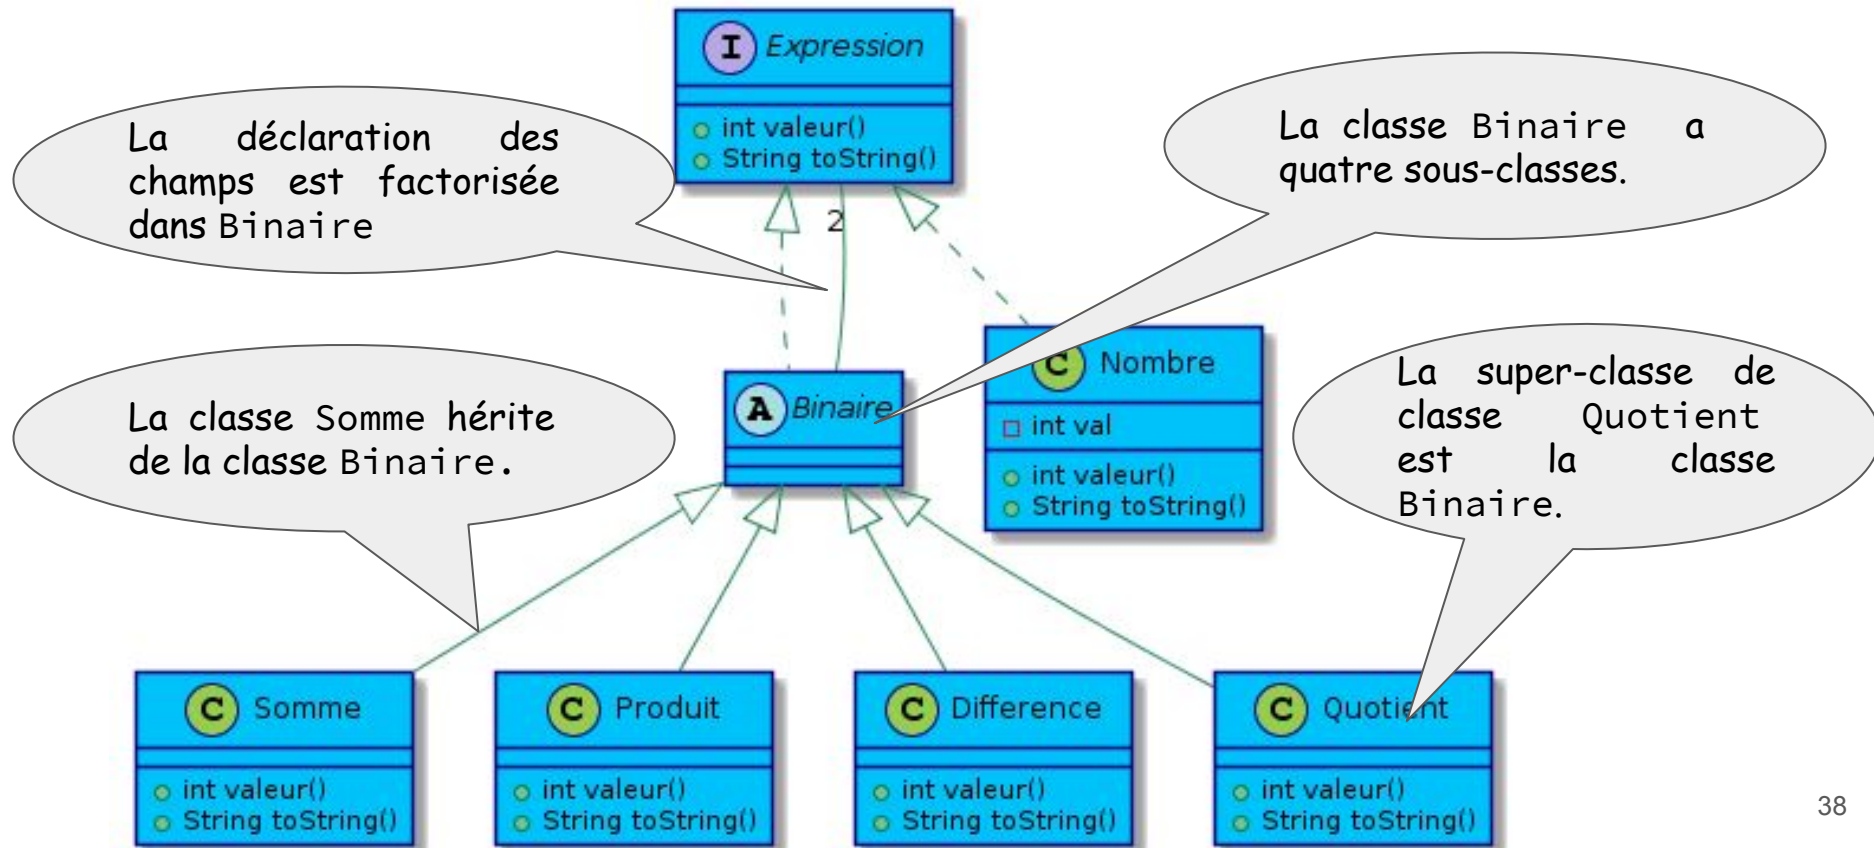 I Expression
int valeur()
String toString()
La déclaration des
champs est factorisée
dans Binaire
La classe Binaire a
quatre sous-classes.
2
C Nombre
int val
int valeur()
String toString()
A Binaire
La classe Somme hérite
de la classe Binaire.
La super-classe de
classe Quotient
est la classe
Binaire.
C Somme
int valeur()
String toString()
C Produit
int valeur()
String toString()
C Difference
int valeur()
String toString()
C Quotient
int valeur()
String toString()
38